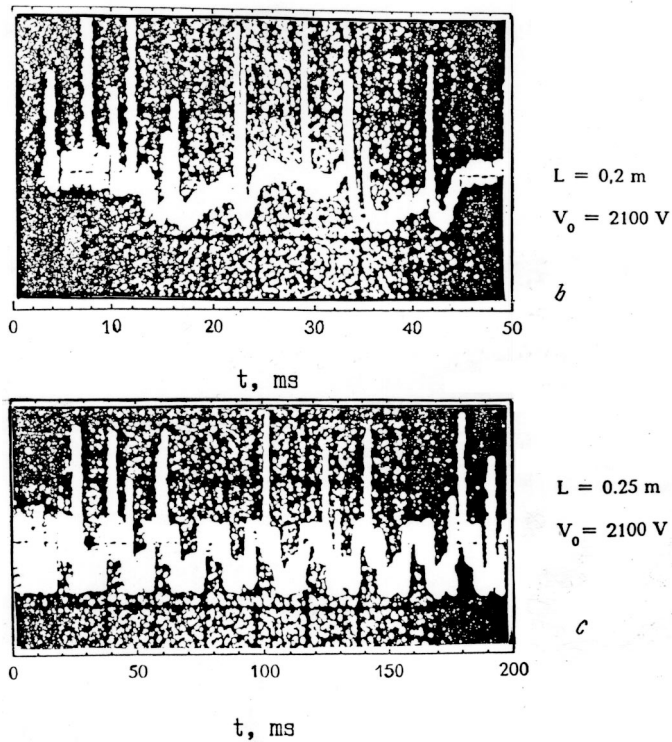 L = 0,2 m
V₀ = 2100 V
b
0 10 20 30 40 50
t, ms
L = 0.25 m
V₀ = 2100 V
c
0 50 100 150 200
t, ms